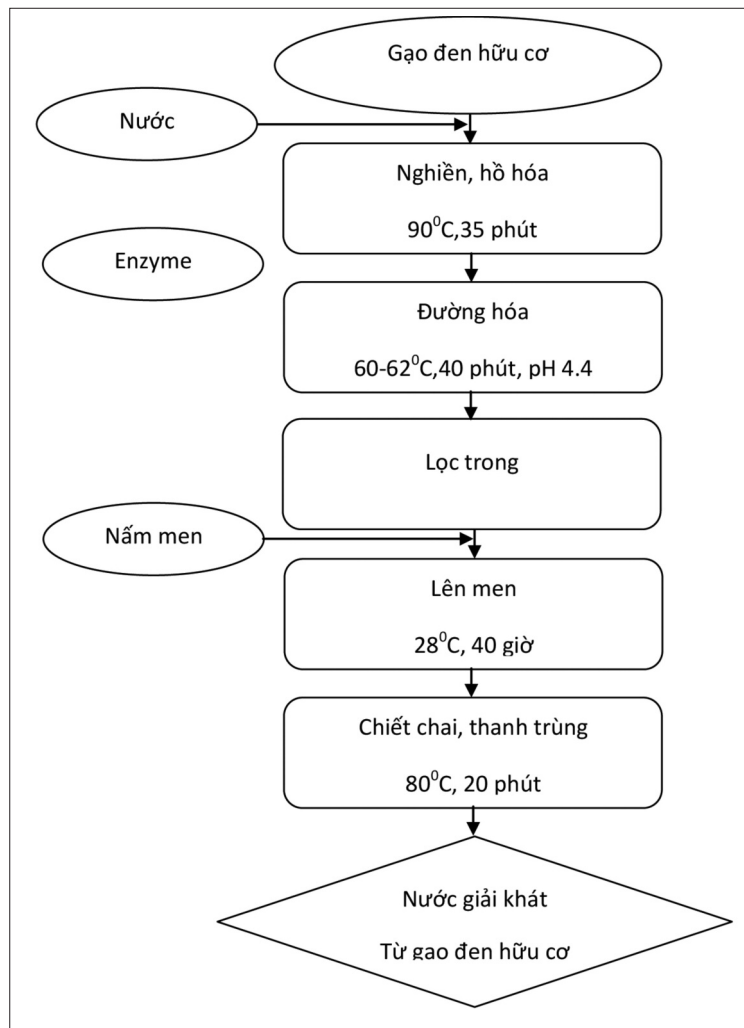 Gạo đen hữu cơ
Nước
Nghiền, hồ hóa
90⁰C,35 phút
Enzyme
Đường hóa
60-62⁰C,40 phút, pH 4.4
Lọc trong
Nấm men
Lên men
28⁰C, 40 giờ
Chiết chai, thanh trùng
80⁰C, 20 phút
Nước giải khát
Từ gao đen hữu cơ